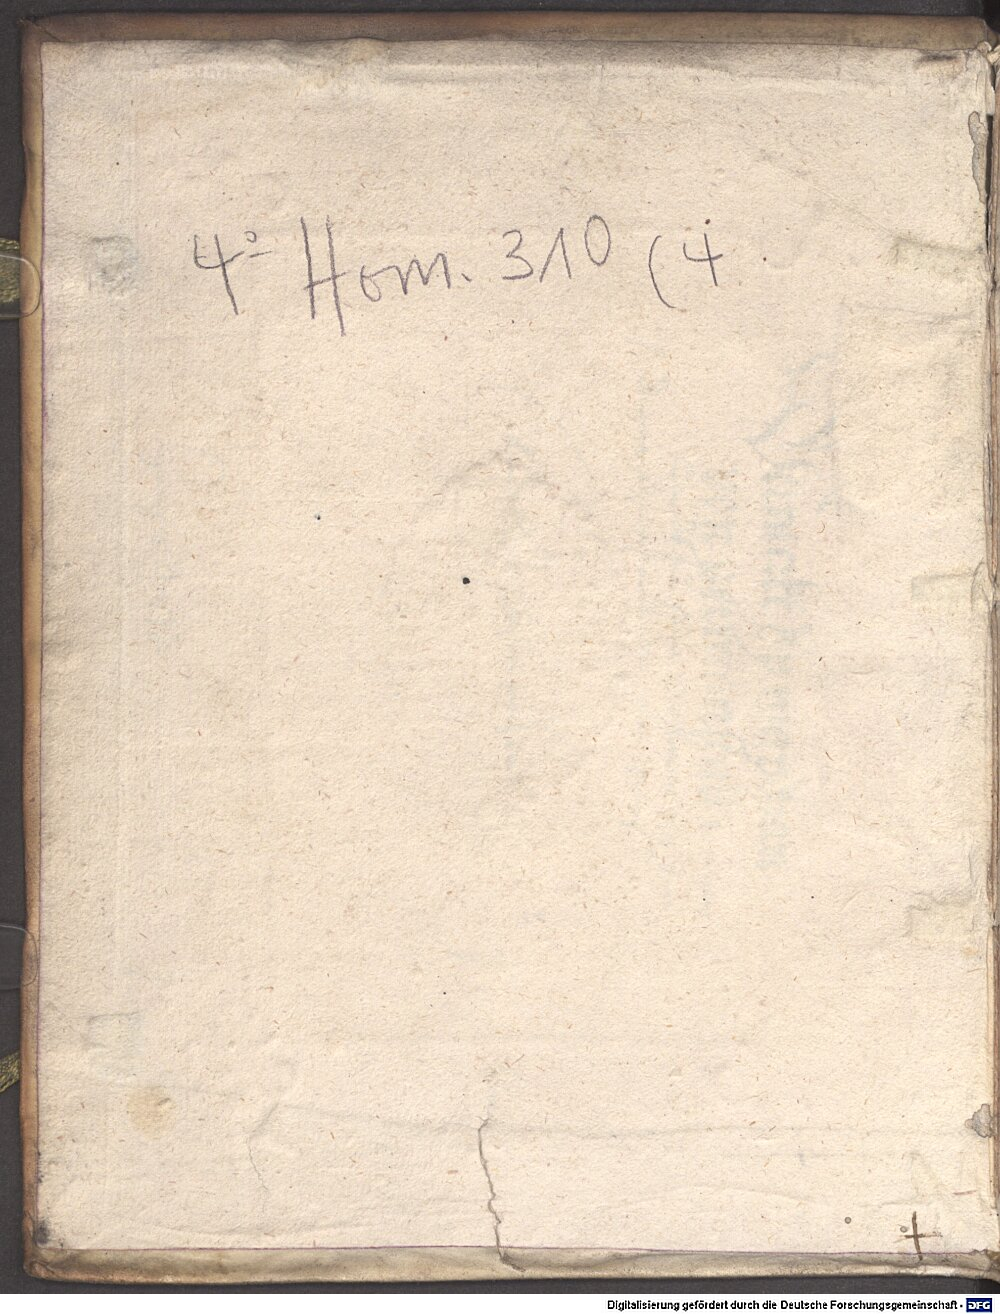 4° Hom. 310 (4
+
Digitalisierung gefördert durch die Deutsche Forschungsgemeinschaft - DFG